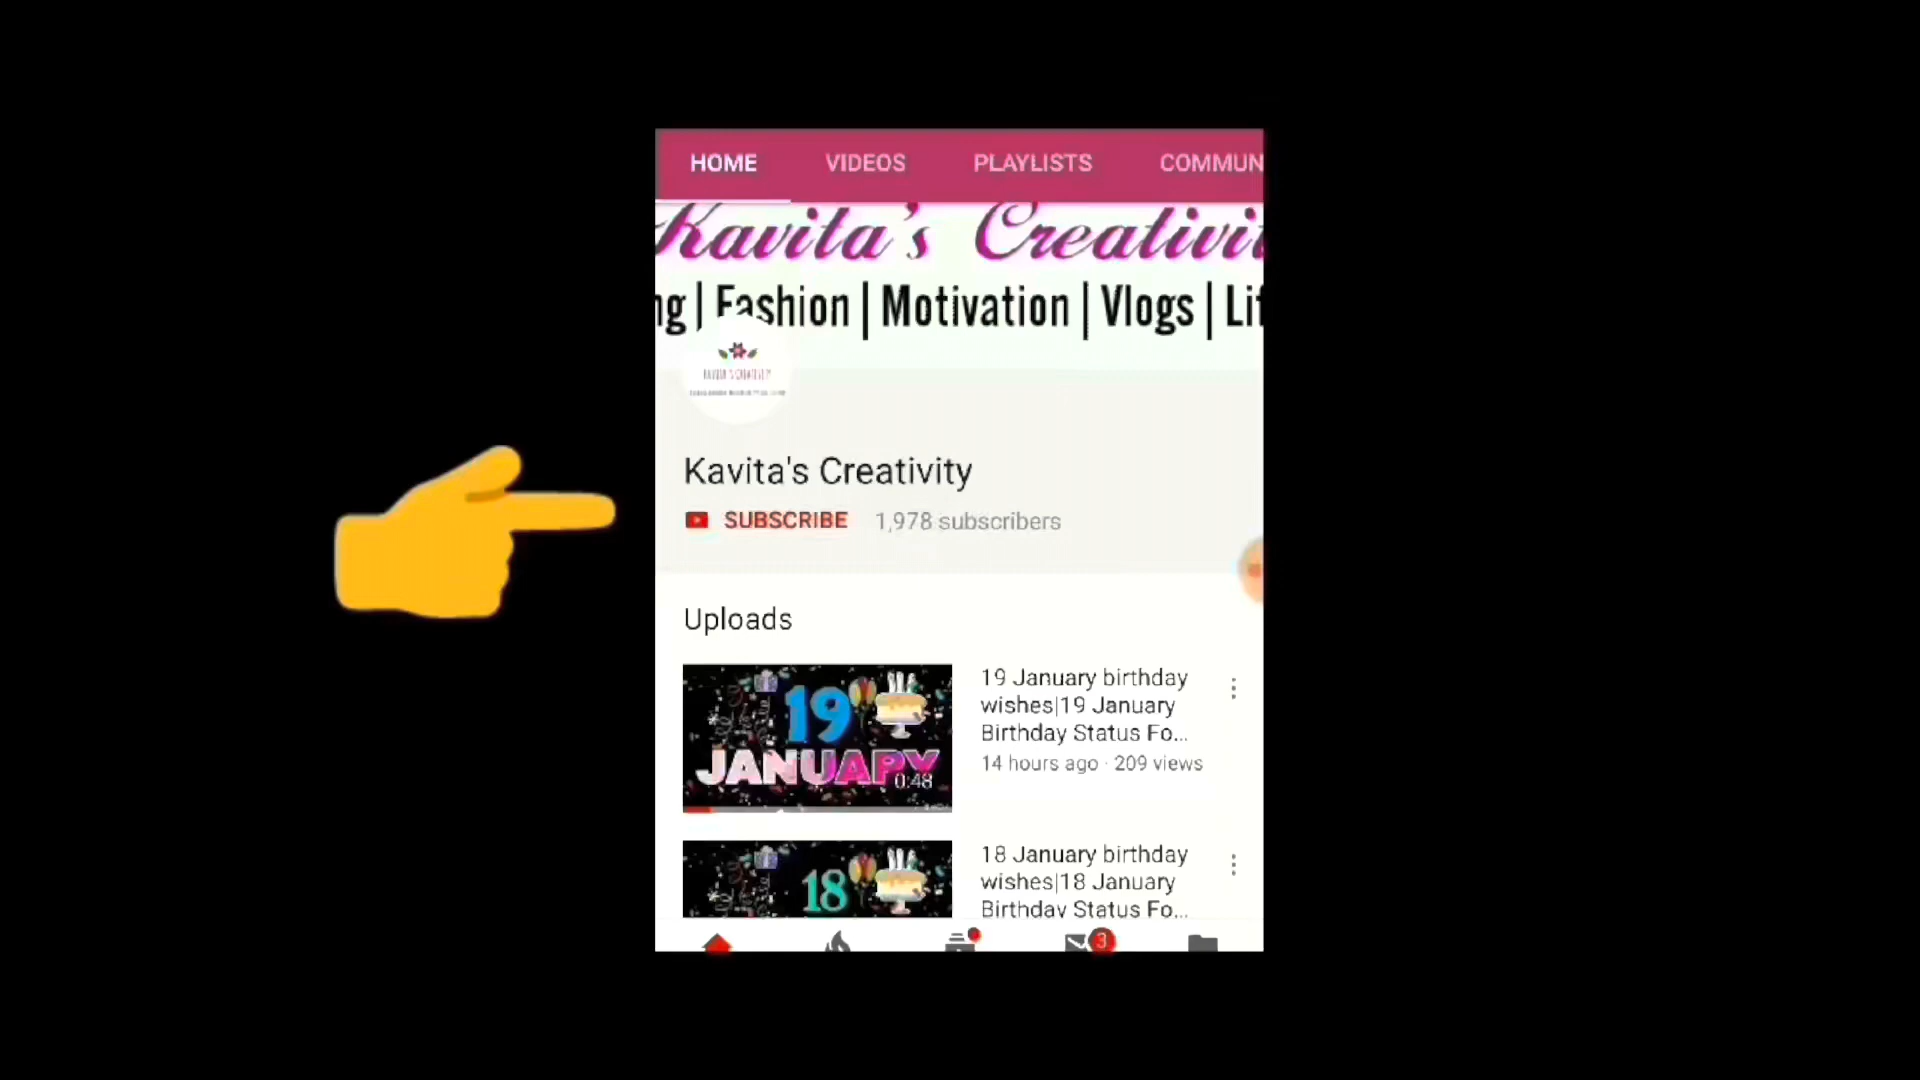 HOME VIDEOS PLAYLISTS COMMUN
Kavita's Creativi
ng | Fashion | Motivation | Vlogs | Lif
Kavita's Creativity
SUBSCRIBE 1,978 subscribers
Uploads
19
JANUARY
0:48
19 January birthday
wishes|19 January
Birthday Status Fo...
14 hours ago · 209 views
18
18 January birthday
wishes|18 January
Birthday Status Fo...
3